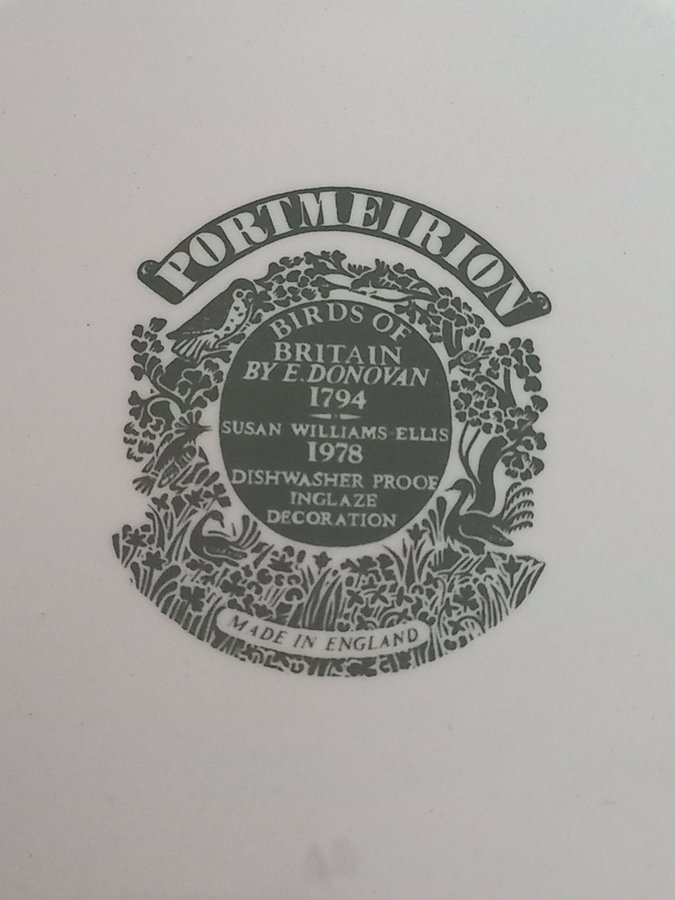 PORTMEIRION
BIRDS OF
BRITAIN
BY E. DONOVAN
1794
SUSAN WILLIAMS-ELLIS
1978
DISHWASHER PROOF
INGLAZE
DECORATION
MADE IN ENGLAND